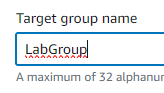 Target group name
LabGroup
A maximum of 32 alphanu